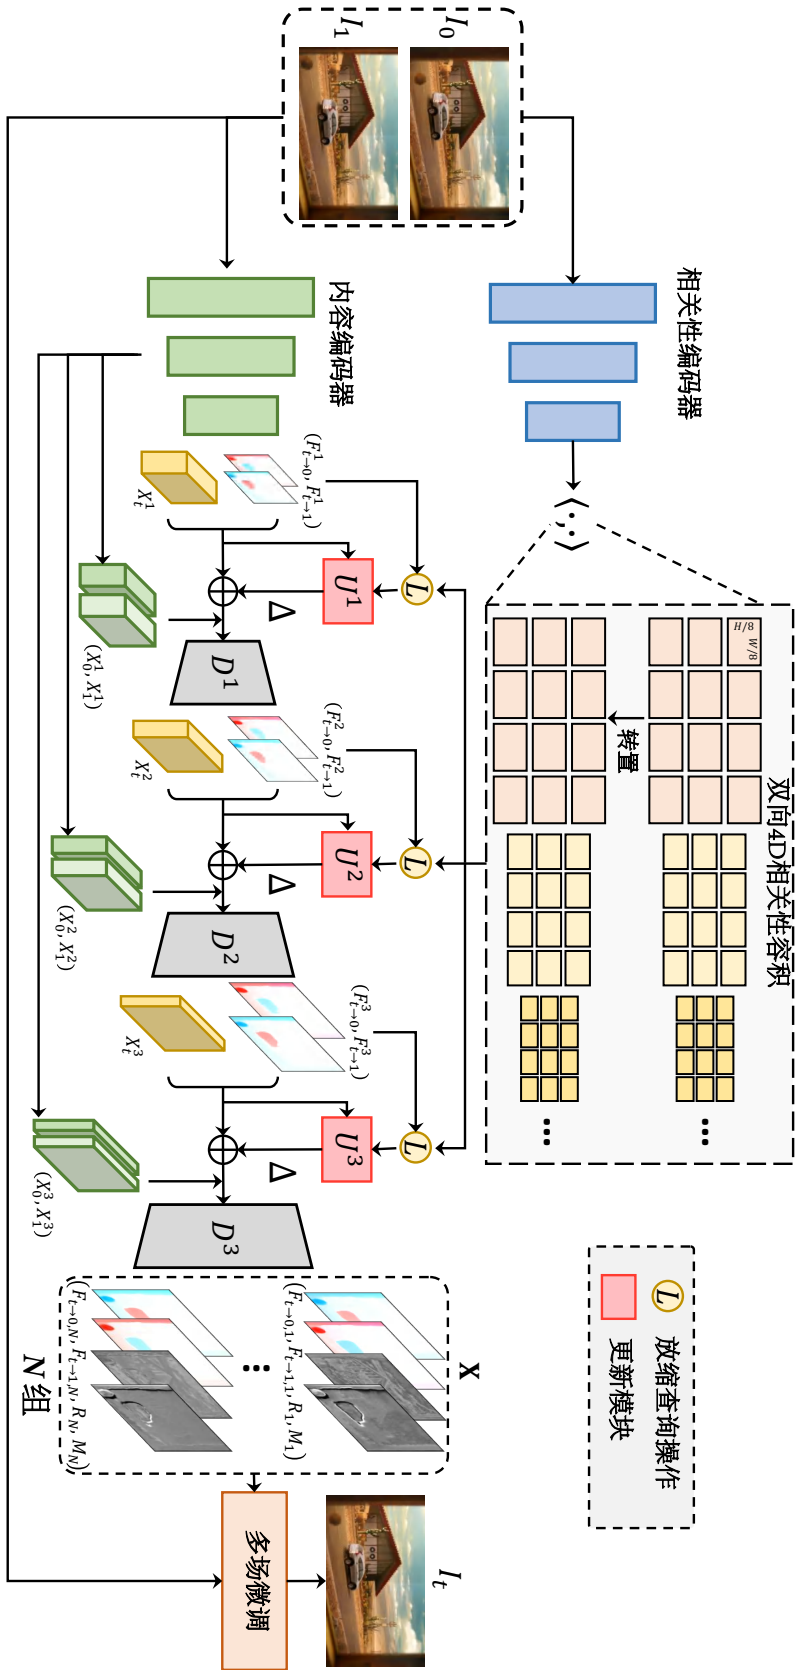 I_0
I_1
相关性编码器
内容编码器
⟨·,·⟩
双向4D相关性容积
H/8
W/8
转置
...
...
L
放缩查询操作
更新模块
(F^1_{t→0}, F^1_{t→1})
X^1_t
L
U^1
Δ
D^1
(X^1_0, X^1_1)
(F^2_{t→0}, F^2_{t→1})
X^2_t
L
U^2
Δ
D^2
(X^2_0, X^2_1)
(F^3_{t→0}, F^3_{t→1})
X^3_t
L
U^3
Δ
D^3
(X^3_0, X^3_1)
X
(F_{t→0,1}, F_{t→1,1}, R_1, M_1)
...
(F_{t→0,N}, F_{t→1,N}, R_N, M_N)
N 组
多场微调
I_t